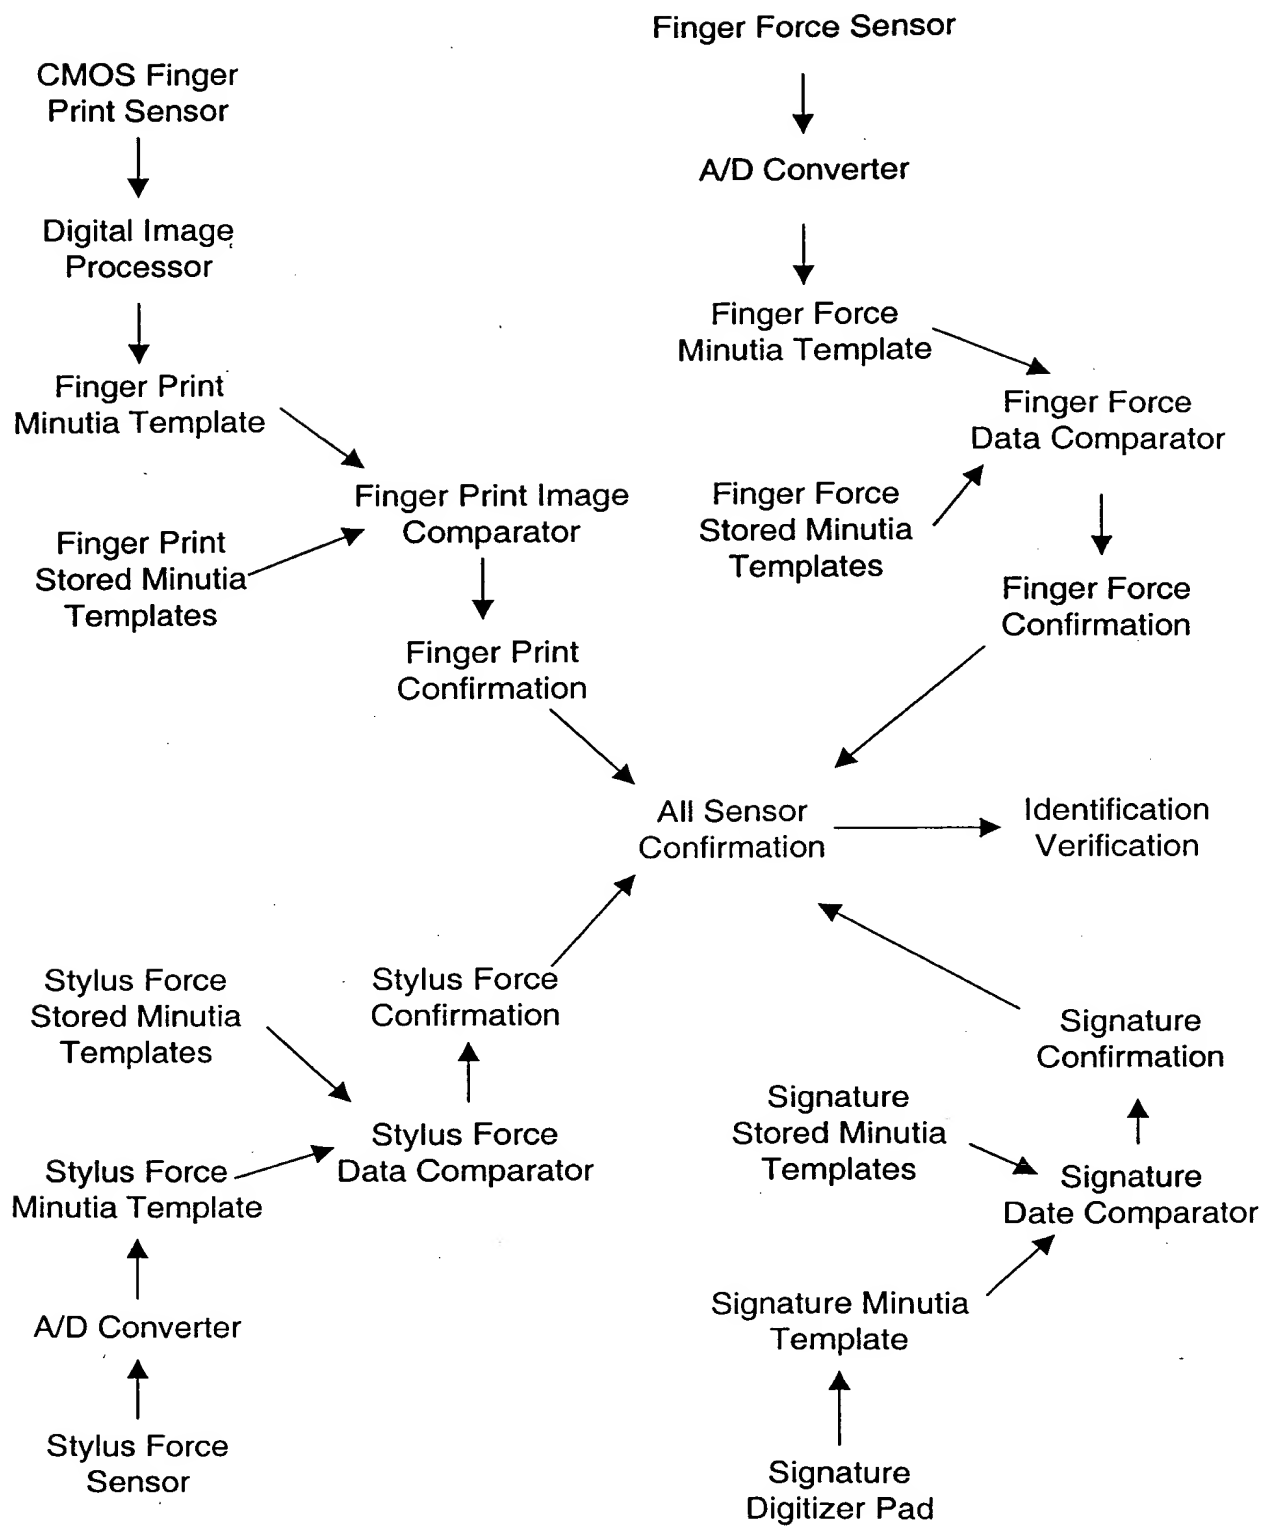 Finger Force Sensor
CMOS Finger
Print Sensor
A/D Converter
Digital Image
Processor
Finger Force
Minutia Template
Finger Print
Minutia Template
Finger Force
Data Comparator
Finger Print Image
Comparator
Finger Force
Stored Minutia
Templates
Finger Print
Stored Minutia
Templates
Finger Force
Confirmation
Finger Print
Confirmation
All Sensor
Confirmation
Identification
Verification
Stylus Force
Stored Minutia
Templates
Stylus Force
Confirmation
Signature
Confirmation
Signature
Stored Minutia
Templates
Stylus Force
Data Comparator
Stylus Force
Minutia Template
Signature
Date Comparator
Signature Minutia
Template
A/D Converter
Stylus Force
Sensor
Signature
Digitizer Pad